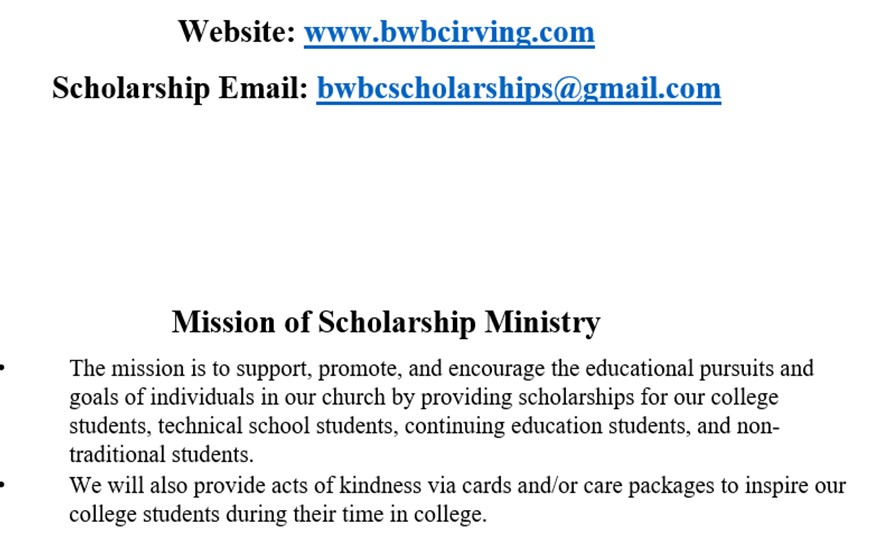 Website: www.bwbcirving.com
Scholarship Email: bwbcscholarships@gmail.com
Mission of Scholarship Ministry
• The mission is to support, promote, and encourage the educational pursuits and
goals of individuals in our church by providing scholarships for our college
students, technical school students, continuing education students, and non-
traditional students.
• We will also provide acts of kindness via cards and/or care packages to inspire our
college students during their time in college.